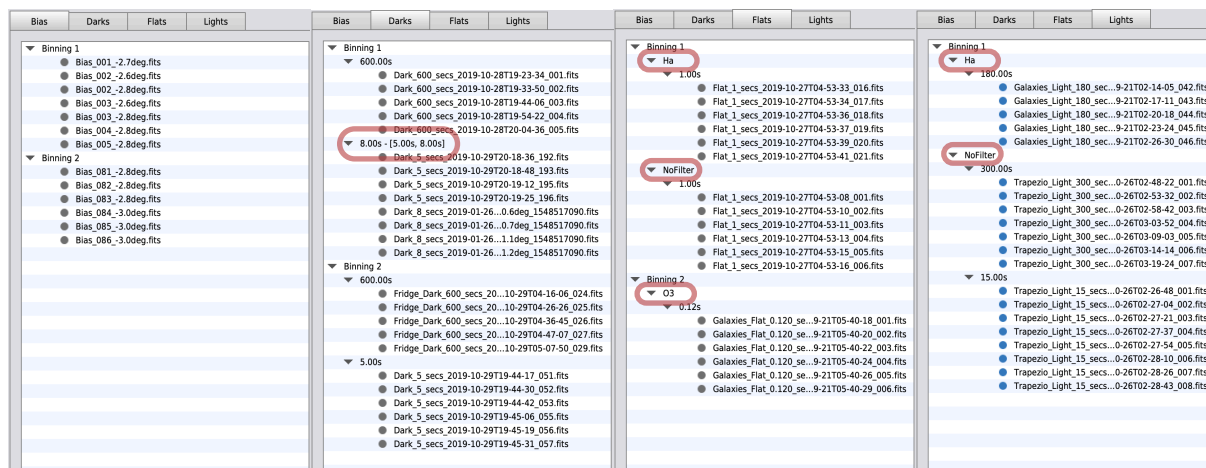 Bias Darks Flats Lights
Binning 1
Bias_001_-2.7deg.fits
Bias_002_-2.6deg.fits
Bias_002_-2.8deg.fits
Bias_003_-2.6deg.fits
Bias_003_-2.8deg.fits
Bias_004_-2.8deg.fits
Bias_005_-2.8deg.fits
Binning 2
Bias_081_-2.8deg.fits
Bias_082_-2.8deg.fits
Bias_083_-2.8deg.fits
Bias_084_-3.0deg.fits
Bias_085_-3.0deg.fits
Bias_086_-3.0deg.fits
Bias Darks Flats Lights
Binning 1
600.00s
Dark_600_secs_2019-10-28T19-23-34_001.fits
Dark_600_secs_2019-10-28T19-33-50_002.fits
Dark_600_secs_2019-10-28T19-44-06_003.fits
Dark_600_secs_2019-10-28T19-54-22_004.fits
Dark_600_secs_2019-10-28T20-04-36_005.fits
8.00s - [5.00s, 8.00s]
Dark_5_secs_2019-10-29T20-18-36_192.fits
Dark_5_secs_2019-10-29T20-18-48_193.fits
Dark_5_secs_2019-10-29T20-19-12_195.fits
Dark_5_secs_2019-10-29T20-19-25_196.fits
Dark_8_secs_2019-01-26...0.6deg_1548517090.fits
Dark_8_secs_2019-01-26...0.7deg_1548517090.fits
Dark_8_secs_2019-01-26...1.1deg_1548517090.fits
Dark_8_secs_2019-01-26...1.2deg_1548517090.fits
Binning 2
600.00s
Fridge_Dark_600_secs_20...10-29T04-16-06_024.fits
Fridge_Dark_600_secs_20...10-29T04-26-26_025.fits
Fridge_Dark_600_secs_20...10-29T04-36-45_026.fits
Fridge_Dark_600_secs_20...10-29T04-47-07_027.fits
Fridge_Dark_600_secs_20...10-29T05-07-50_029.fits
5.00s
Dark_5_secs_2019-10-29T19-44-17_051.fits
Dark_5_secs_2019-10-29T19-44-30_052.fits
Dark_5_secs_2019-10-29T19-44-42_053.fits
Dark_5_secs_2019-10-29T19-45-06_055.fits
Dark_5_secs_2019-10-29T19-45-19_056.fits
Dark_5_secs_2019-10-29T19-45-31_057.fits
Bias Darks Flats Lights
Binning 1
Ha
1.00s
Flat_1_secs_2019-10-27T04-53-33_016.fits
Flat_1_secs_2019-10-27T04-53-34_017.fits
Flat_1_secs_2019-10-27T04-53-36_018.fits
Flat_1_secs_2019-10-27T04-53-37_019.fits
Flat_1_secs_2019-10-27T04-53-39_020.fits
Flat_1_secs_2019-10-27T04-53-41_021.fits
NoFilter
1.00s
Flat_1_secs_2019-10-27T04-53-08_001.fits
Flat_1_secs_2019-10-27T04-53-10_002.fits
Flat_1_secs_2019-10-27T04-53-11_003.fits
Flat_1_secs_2019-10-27T04-53-13_004.fits
Flat_1_secs_2019-10-27T04-53-15_005.fits
Flat_1_secs_2019-10-27T04-53-16_006.fits
Binning 2
O3
0.12s
Galaxies_Flat_0.120_se...9-21T05-40-18_001.fits
Galaxies_Flat_0.120_se...9-21T05-40-20_002.fits
Galaxies_Flat_0.120_se...9-21T05-40-22_003.fits
Galaxies_Flat_0.120_se...9-21T05-40-24_004.fits
Galaxies_Flat_0.120_se...9-21T05-40-26_005.fits
Galaxies_Flat_0.120_se...9-21T05-40-29_006.fits
Bias Darks Flats Lights
Binning 1
Ha
180.00s
Galaxies_Light_180_sec...9-21T02-14-05_042.fits
Galaxies_Light_180_sec...9-21T02-17-11_043.fits
Galaxies_Light_180_sec...9-21T02-20-18_044.fits
Galaxies_Light_180_sec...9-21T02-23-24_045.fits
Galaxies_Light_180_sec...9-21T02-26-30_046.fits
NoFilter
300.00s
Trapezio_Light_300_sec...0-26T02-48-22_001.fits
Trapezio_Light_300_sec...0-26T02-53-32_002.fits
Trapezio_Light_300_sec...0-26T02-58-42_003.fits
Trapezio_Light_300_sec...0-26T03-03-52_004.fits
Trapezio_Light_300_sec...0-26T03-09-03_005.fits
Trapezio_Light_300_sec...0-26T03-14-14_006.fits
Trapezio_Light_300_sec...0-26T03-19-24_007.fits
15.00s
Trapezio_Light_15_secs...0-26T02-26-48_001.fits
Trapezio_Light_15_secs...0-26T02-27-04_002.fits
Trapezio_Light_15_secs...0-26T02-27-21_003.fits
Trapezio_Light_15_secs...0-26T02-27-37_004.fits
Trapezio_Light_15_secs...0-26T02-27-54_005.fits
Trapezio_Light_15_secs...0-26T02-28-10_006.fits
Trapezio_Light_15_secs...0-26T02-28-26_007.fits
Trapezio_Light_15_secs...0-26T02-28-43_008.fits